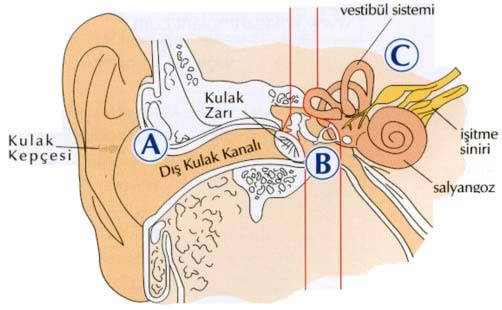 vestibül sistemi
C
Kulak
Zarı
A
Kulak
Kepçesi
Dış Kulak Kanalı
B
işitme
siniri
salyangoz